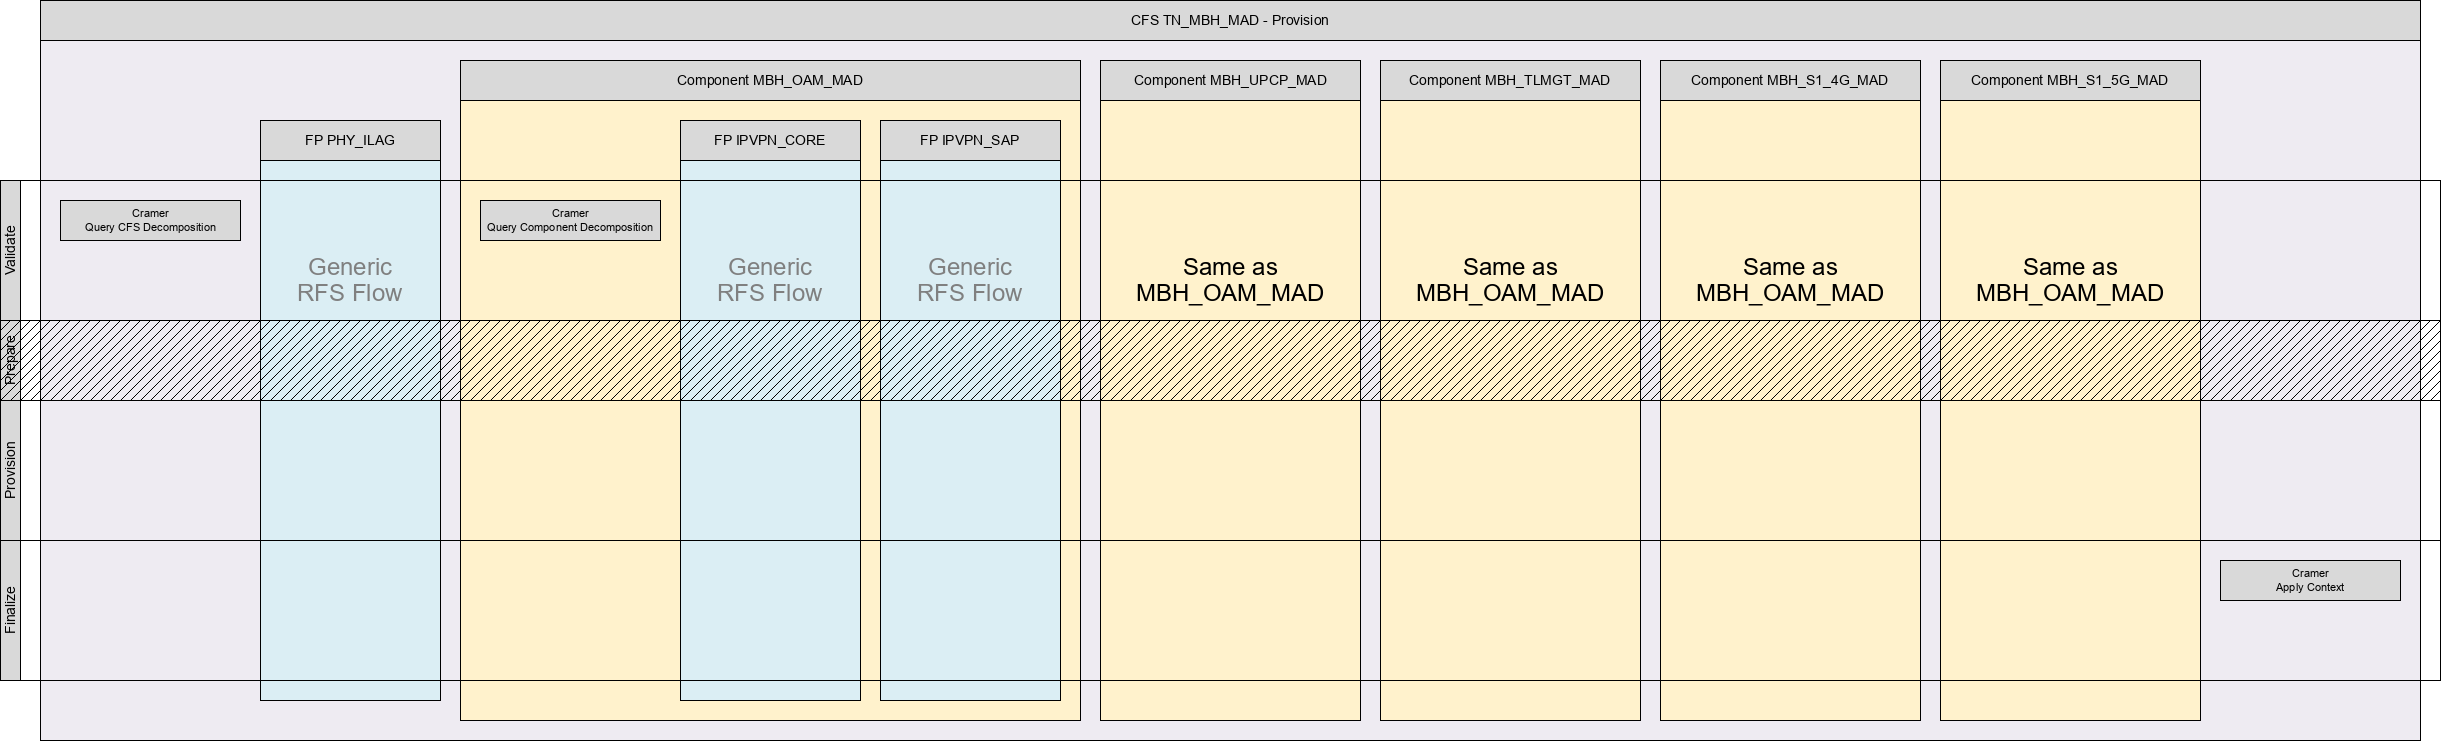 CFS TN_MBH_MAD - Provision
Component MBH_OAM_MAD
Component MBH_UPCP_MAD
Component MBH_TLMGT_MAD
Component MBH_S1_4G_MAD
Component MBH_S1_5G_MAD
FP PHY_ILAG
FP IPVPN_CORE
FP IPVPN_SAP
Validate
Cramer
Query CFS Decomposition
Generic
RFS Flow
Cramer
Query Component Decomposition
Generic
RFS Flow
Generic
RFS Flow
Same as
MBH_OAM_MAD
Same as
MBH_OAM_MAD
Same as
MBH_OAM_MAD
Same as
MBH_OAM_MAD
Prepare
Provision
Finalize
Cramer
Apply Context